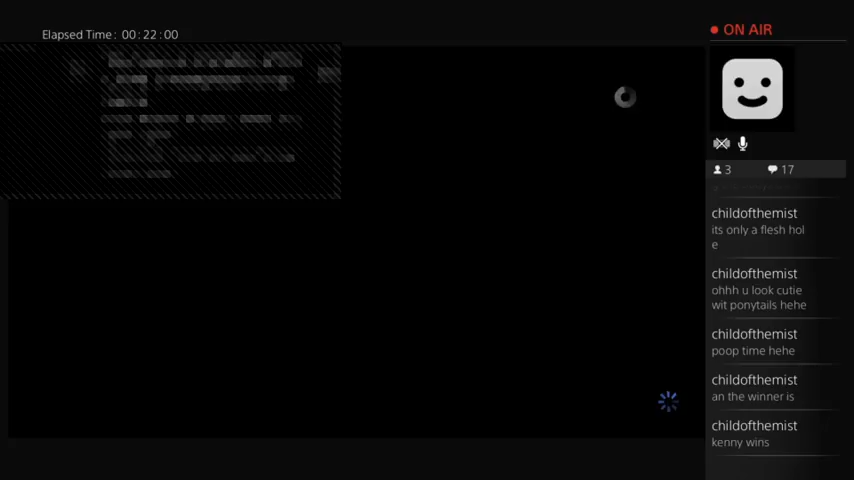 Elapsed Time: 00:22:00
ON AIR
3 17
childofthemist
its only a flesh hol
e
childofthemist
ohhh u look cutie
wit ponytails hehe
childofthemist
poop time hehe
childofthemist
an the winner is
childofthemist
kenny wins